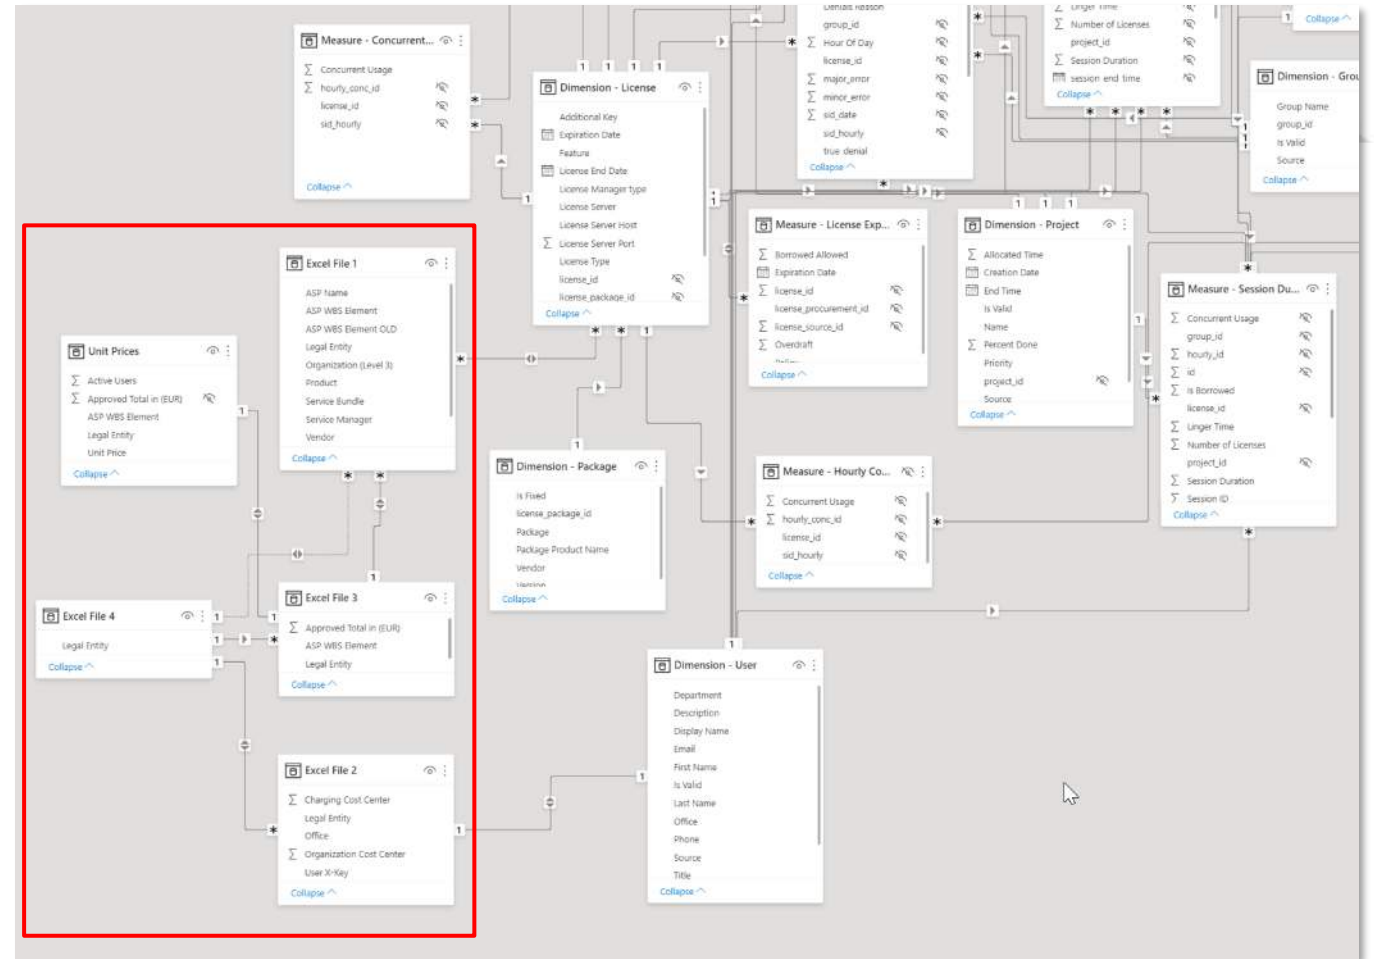 Measure - Concurrent...
Concurrent Usage
hourly_conc_id
license_id
sid_hourly
Collapse
Dimension - License
Additional Key
Expiration Date
Feature
License End Date
License Manager type
License Server
License Server Host
License Server Port
License Type
license_id
license_package_id
Collapse
Denials Reason
group_id
Hour Of Day
license_id
major_error
minor_error
sid_date
sid_hourly
true_denial
Collapse
Linger Time
Number of Licenses
project_id
Session Duration
session end time
Collapse
Collapse
Dimension - Grou
Group Name
group_id
Is Valid
Source
Collapse
Excel File 1
ASP Name
ASP WBS Element
ASP WBS Element OLD
Legal Entity
Organization (Level 3)
Product
Service Bundle
Service Manager
Vendor
Collapse
Unit Prices
Active Users
Approved Total in (EUR)
ASP WBS Element
Legal Entity
Unit Price
Collapse
Measure - License Exp...
Borrowed Allowed
Expiration Date
license_id
license_procurement_id
license_source_id
Overdraft
Policy
Collapse
Dimension - Project
Allocated Time
Creation Date
End Time
Is Valid
Name
Percent Done
Priority
project_id
Source
Collapse
Measure - Session Du...
Concurrent Usage
group_id
hourly_id
id
Is Borrowed
license_id
Linger Time
Number of Licenses
project_id
Session Duration
Session ID
Collapse
Dimension - Package
Is Fixed
license_package_id
Package
Package Product Name
Vendor
Version
Collapse
Measure - Hourly Co...
Concurrent Usage
hourly_conc_id
license_id
sid_hourly
Collapse
Excel File 4
Legal Entity
Collapse
Excel File 3
Approved Total in (EUR)
ASP WBS Element
Legal Entity
Collapse
Dimension - User
Department
Description
Display Name
Email
First Name
Is Valid
Last Name
Office
Phone
Source
Title
Collapse
Excel File 2
Charging Cost Center
Legal Entity
Office
Organization Cost Center
User X-Key
Collapse